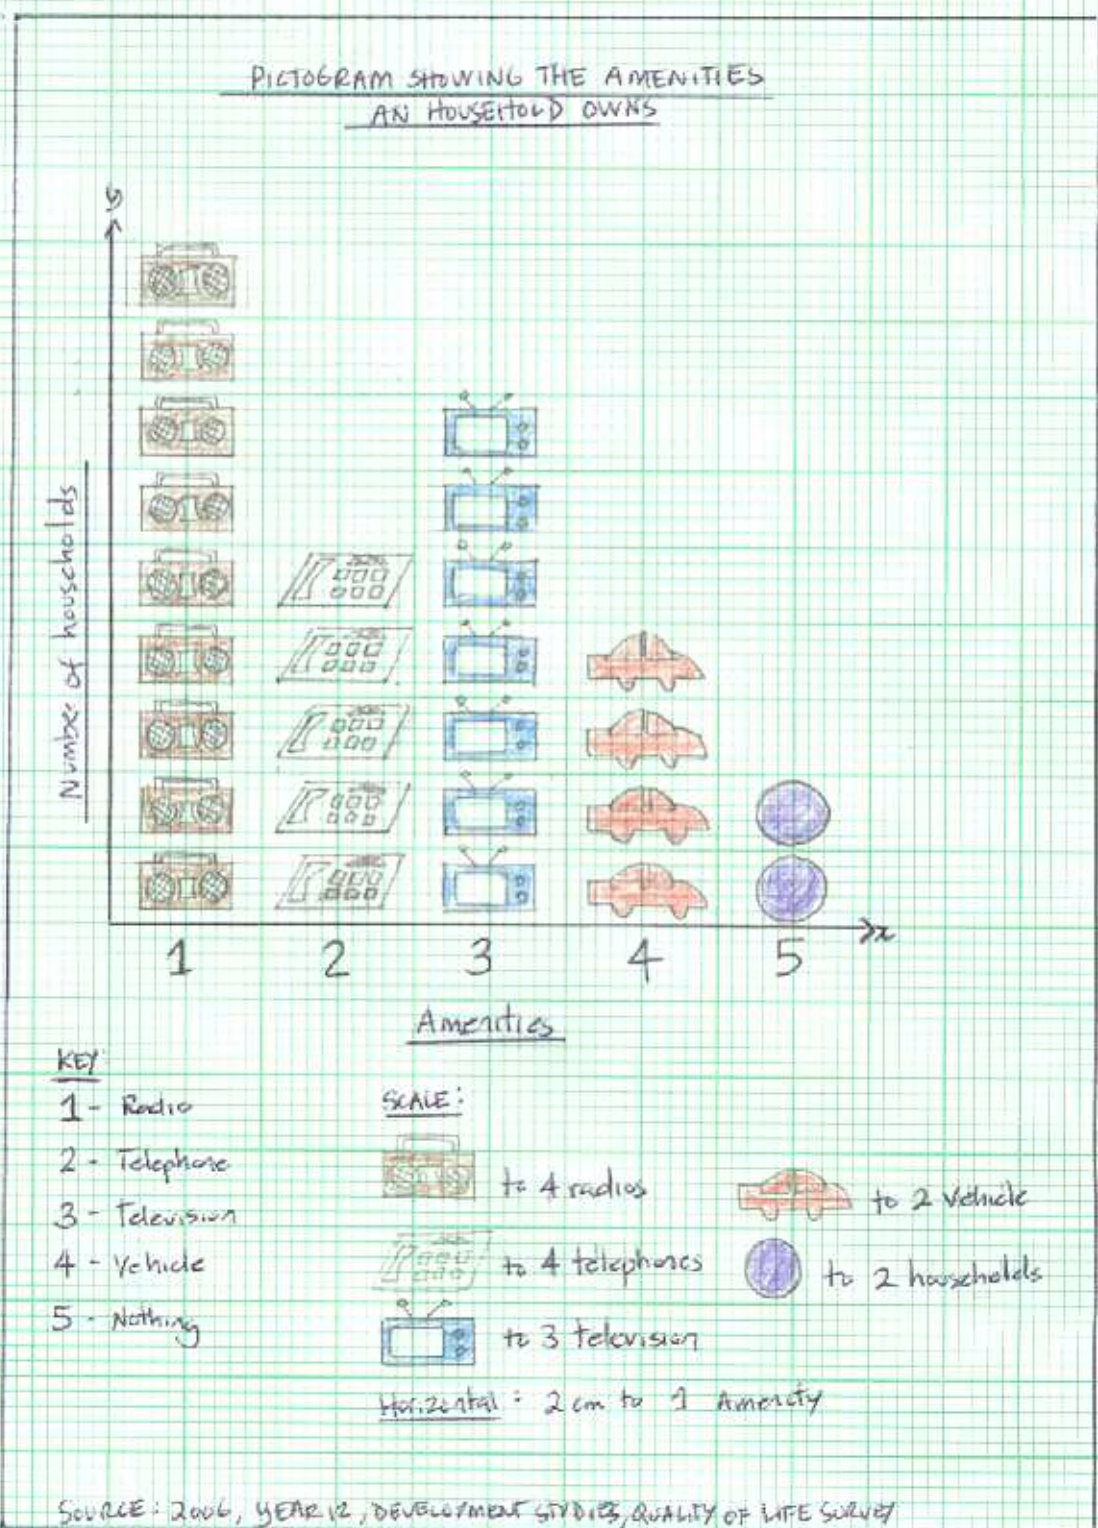 PICTOGRAM SHOWING THE AMENITIES
AN HOUSEHOLD OWNS
y
Number of households
x
1 2 3 4 5
Amenities
KEY
1 - Radio
2 - Telephone
3 - Television
4 - Vehicle
5 - Nothing
SCALE:
to 4 radios
to 4 telephones
to 3 television
to 2 Vehicle
to 2 households
Horizontal : 2 cm to 1 Amenity
SOURCE: 2006, YEAR 12, DEVELOPMENT STUDIES, QUALITY OF LIFE SURVEY